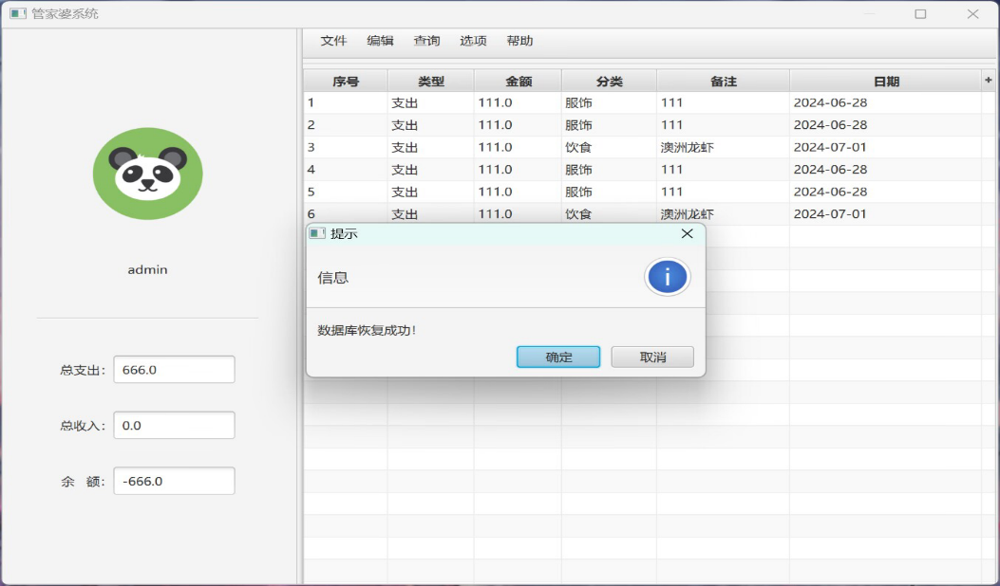 管家婆系统
文件 编辑 查询 选项 帮助
序号 类型 金额 分类 备注 日期 +
1 支出 111.0 服饰 111 2024-06-28
2 支出 111.0 服饰 111 2024-06-28
3 支出 111.0 饮食 澳洲龙虾 2024-07-01
4 支出 111.0 服饰 111 2024-06-28
5 支出 111.0 服饰 111 2024-06-28
6 支出 111.0 饮食 澳洲龙虾 2024-07-01
admin
总支出： 666.0
总收入： 0.0
余 额： -666.0
提示
信息
i
数据库恢复成功!
确定 取消